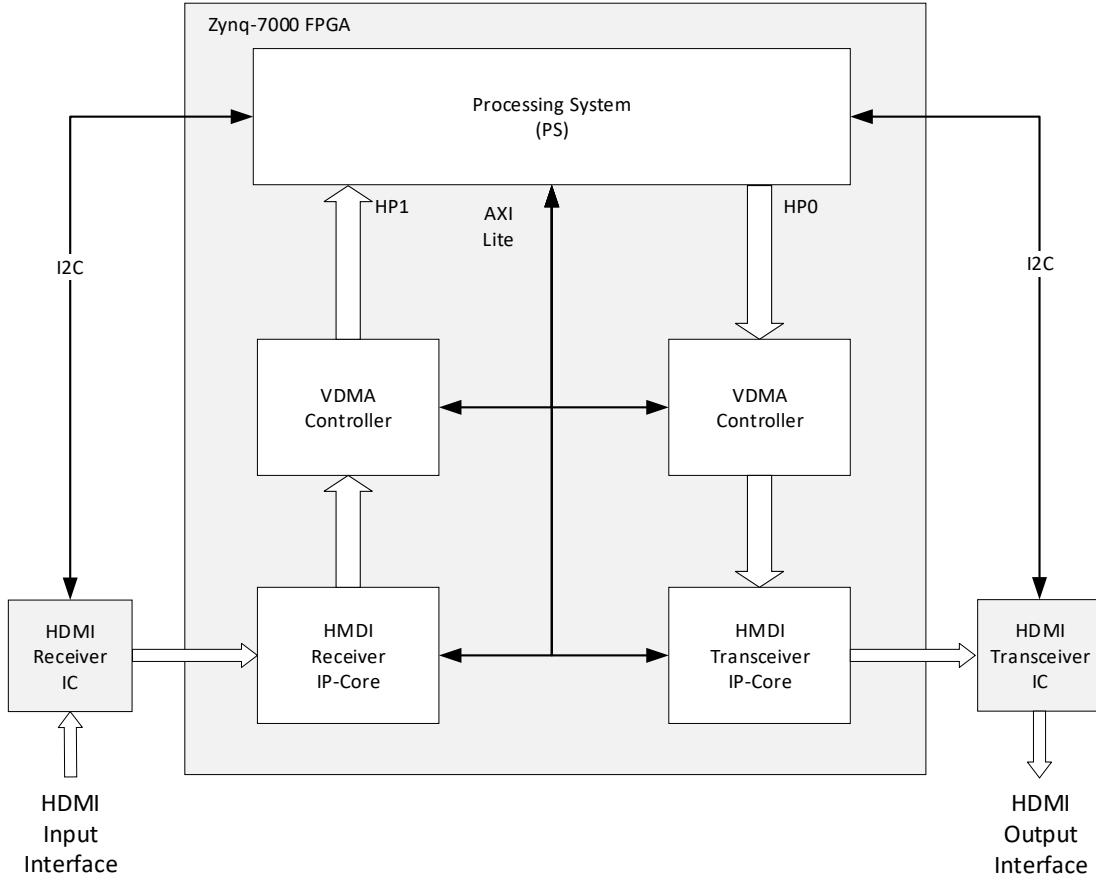 Zynq-7000 FPGA
Processing System
(PS)
HP1
AXI
Lite
HP0
I2C
I2C
VDMA
Controller
VDMA
Controller
HDMI
Receiver
IC
HMDI
Receiver
IP-Core
HMDI
Transceiver
IP-Core
HDMI
Transceiver
IC
HDMI
Input
Interface
HDMI
Output
Interface